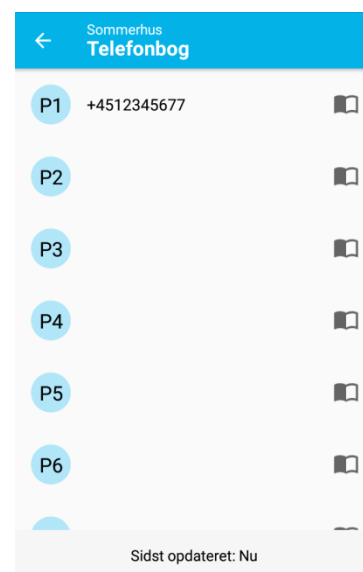 Sommerhus
Telefonbog
P1 +4512345677
P2
P3
P4
P5
P6
Sidst opdateret: Nu